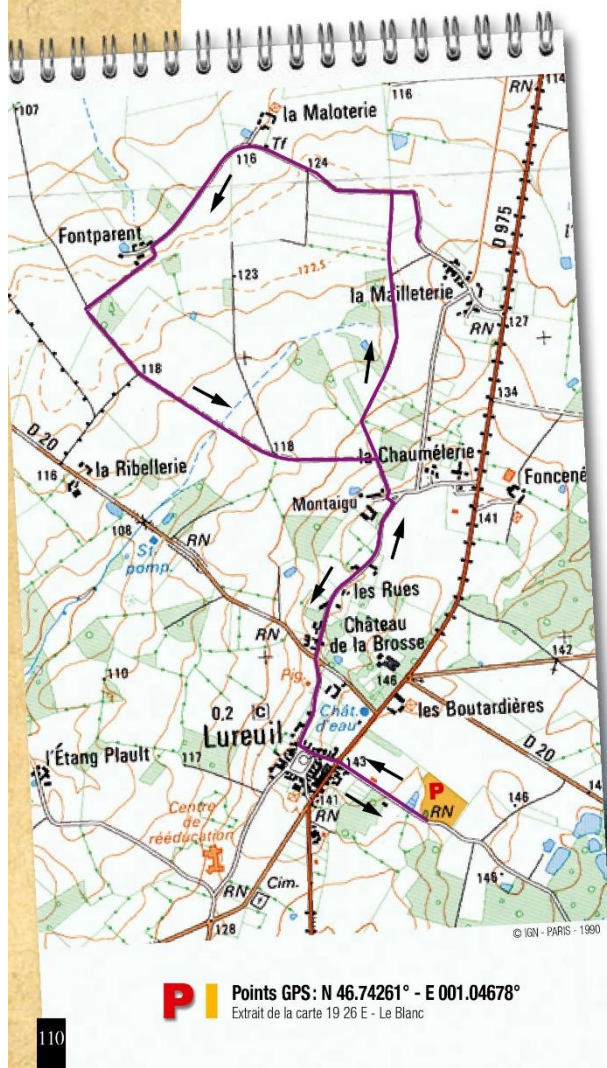 107
la Maloterie
116
RN
114
Tf
116
124
Fontparent
D 975
123
122,5
la Mailleterie
RN
127
118
134
D 20
118
la Chaumélerie
116
la Ribellerie
Foncené
Montaigu
141
108
RN
St.
pomp.
les Rues
RN
Château
de la Brosse
142
110
Pig.
146
0.2
C
Chât.
d'eau
les Boutardières
Lureuil
D 20
l'Étang Plault
117
143
P
RN
146
141
RN
Centre
de
rééducation
148
RN
Cim.
128
© IGN - PARIS - 1990
P
Points GPS : N 46.74261° - E 001.04678°
Extrait de la carte 19 26 E - Le Blanc
110